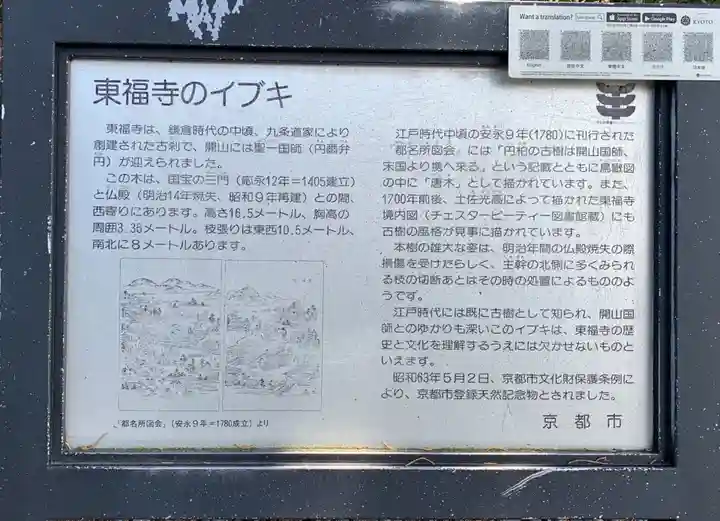 Want a translation?
App Store
Google Play
KYOTO
English
简体中文
繁體中文
한국어
日本語
東福寺のイブキ
東福寺は、鎌倉時代の中頃、九条道家により
創建された古刹で、開山には聖一国師（円爾弁
円）が迎えられました。
この木は、国宝の三門（応永12年＝1405建立）
と仏殿（明治14年焼失、昭和９年再建）との間、
西寄りにあります。高さ16.5メートル、胸高の
周囲3.36メートル。枝張りは東西10.5メートル、
南北に８メートルあります。
「都名所図会」（安永９年＝1780成立）より
江戸時代中頃の安永９年(1780)に刊行された
「都名所図会」には「円柏の古樹は開山国師、
宋国より携へ来る」という記載とともに鳥瞰図
の中に「唐木」として描かれています。また、
1700年前後、土佐光高によって描かれた東福寺
境内図（チェスタービーティー図書館蔵）にも
古樹の風格が見事に描かれています。
本樹の雄大な姿は、明治年間の仏殿焼失の際
損傷を受けたらしく、主幹の北側に多くみられ
る枝の切断あとはその時の処置によるもののよ
うです。
江戸時代には既に古樹として知られ、開山国
師とのゆかりも深いこのイブキは、東福寺の歴
史と文化を理解するうえには欠かせないものと
いえます。
昭和63年５月２日、京都市文化財保護条例に
より、京都市登録天然記念物とされました。
京都市